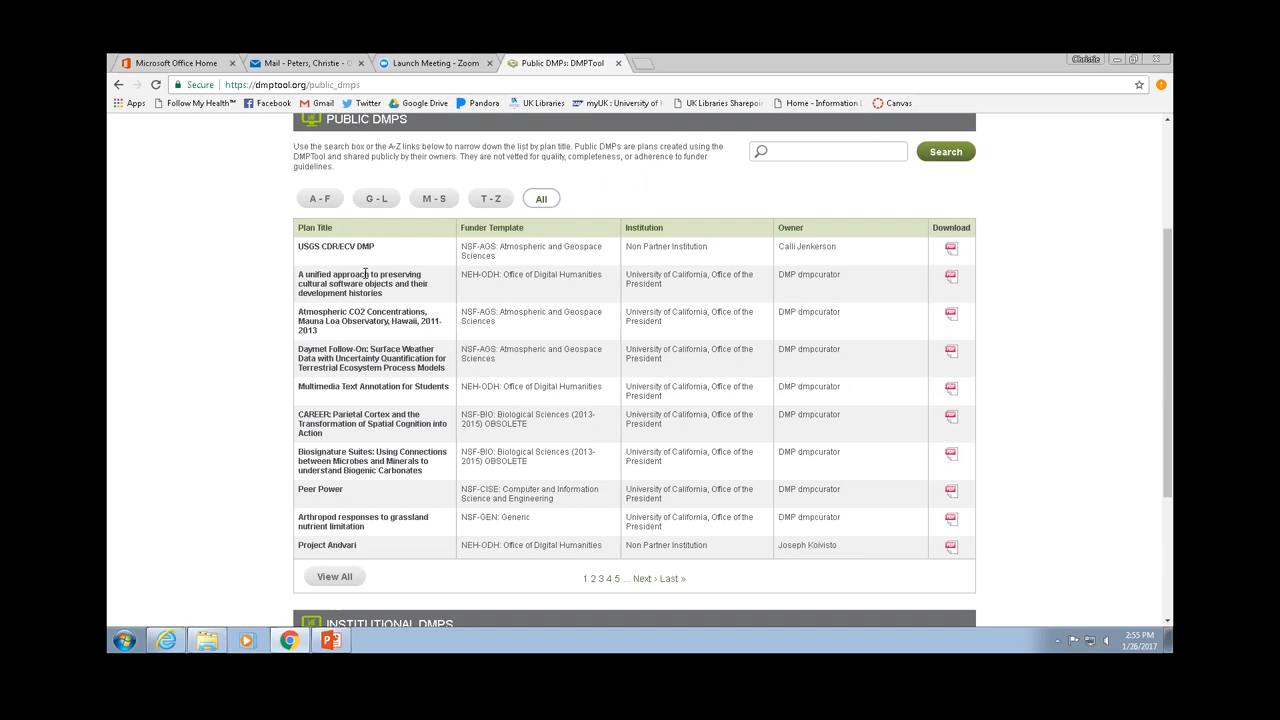 Microsoft Office Home
Mail - Peters, Christie -
Launch Meeting - Zoom
Public DMPs: DMPTool
Christie
Secure
https://dmptool.org/public_dmps
Apps
Follow My Health™
Facebook
Gmail
Twitter
Google Drive
Pandora
UK Libraries
myUK : University of
UK Libraries Sharepoi
Home - Information
Canvas
PUBLIC DMPS
Use the search box or the A-Z links below to narrow down the list by plan title. Public DMPs are plans created using the
DMPTool and shared publicly by their owners. They are not vetted for quality, completeness, or adherence to funder
guidelines.
Search
A - F
G - L
M - S
T - Z
All
Plan Title
Funder Template
Institution
Owner
Download
USGS CDR/ECV DMP
NSF-AGS: Atmospheric and Geospace
Sciences
Non Partner Institution
Calli Jenkerson
A unified approach to preserving
cultural software objects and their
development histories
NEH-ODH: Office of Digital Humanities
University of California, Office of the
President
DMP dmpcurator
Atmospheric CO2 Concentrations,
Mauna Loa Observatory, Hawaii, 2011-
2013
NSF-AGS: Atmospheric and Geospace
Sciences
University of California, Office of the
President
DMP dmpcurator
Daymet Follow-On: Surface Weather
Data with Uncertainty Quantification for
Terrestrial Ecosystem Process Models
NSF-AGS: Atmospheric and Geospace
Sciences
University of California, Office of the
President
DMP dmpcurator
Multimedia Text Annotation for Students
NEH-ODH: Office of Digital Humanities
University of California, Office of the
President
DMP dmpcurator
CAREER: Parietal Cortex and the
Transformation of Spatial Cognition into
Action
NSF-BIO: Biological Sciences (2013-
2015) OBSOLETE
University of California, Office of the
President
DMP dmpcurator
Biosignature Suites: Using Connections
between Microbes and Minerals to
understand Biogenic Carbonates
NSF-BIO: Biological Sciences (2013-
2015) OBSOLETE
University of California, Office of the
President
DMP dmpcurator
Peer Power
NSF-CISE: Computer and Information
Science and Engineering
University of California, Office of the
President
DMP dmpcurator
Arthropod responses to grassland
nutrient limitation
NSF-GEN: Generic
University of California, Office of the
President
DMP dmpcurator
Project Andvari
NEH-ODH: Office of Digital Humanities
Non Partner Institution
Joseph Koivisto
View All
1 2 3 4 5 ... Next › Last »
INSTITUTIONAL DMPS
2:55 PM
1/26/2017